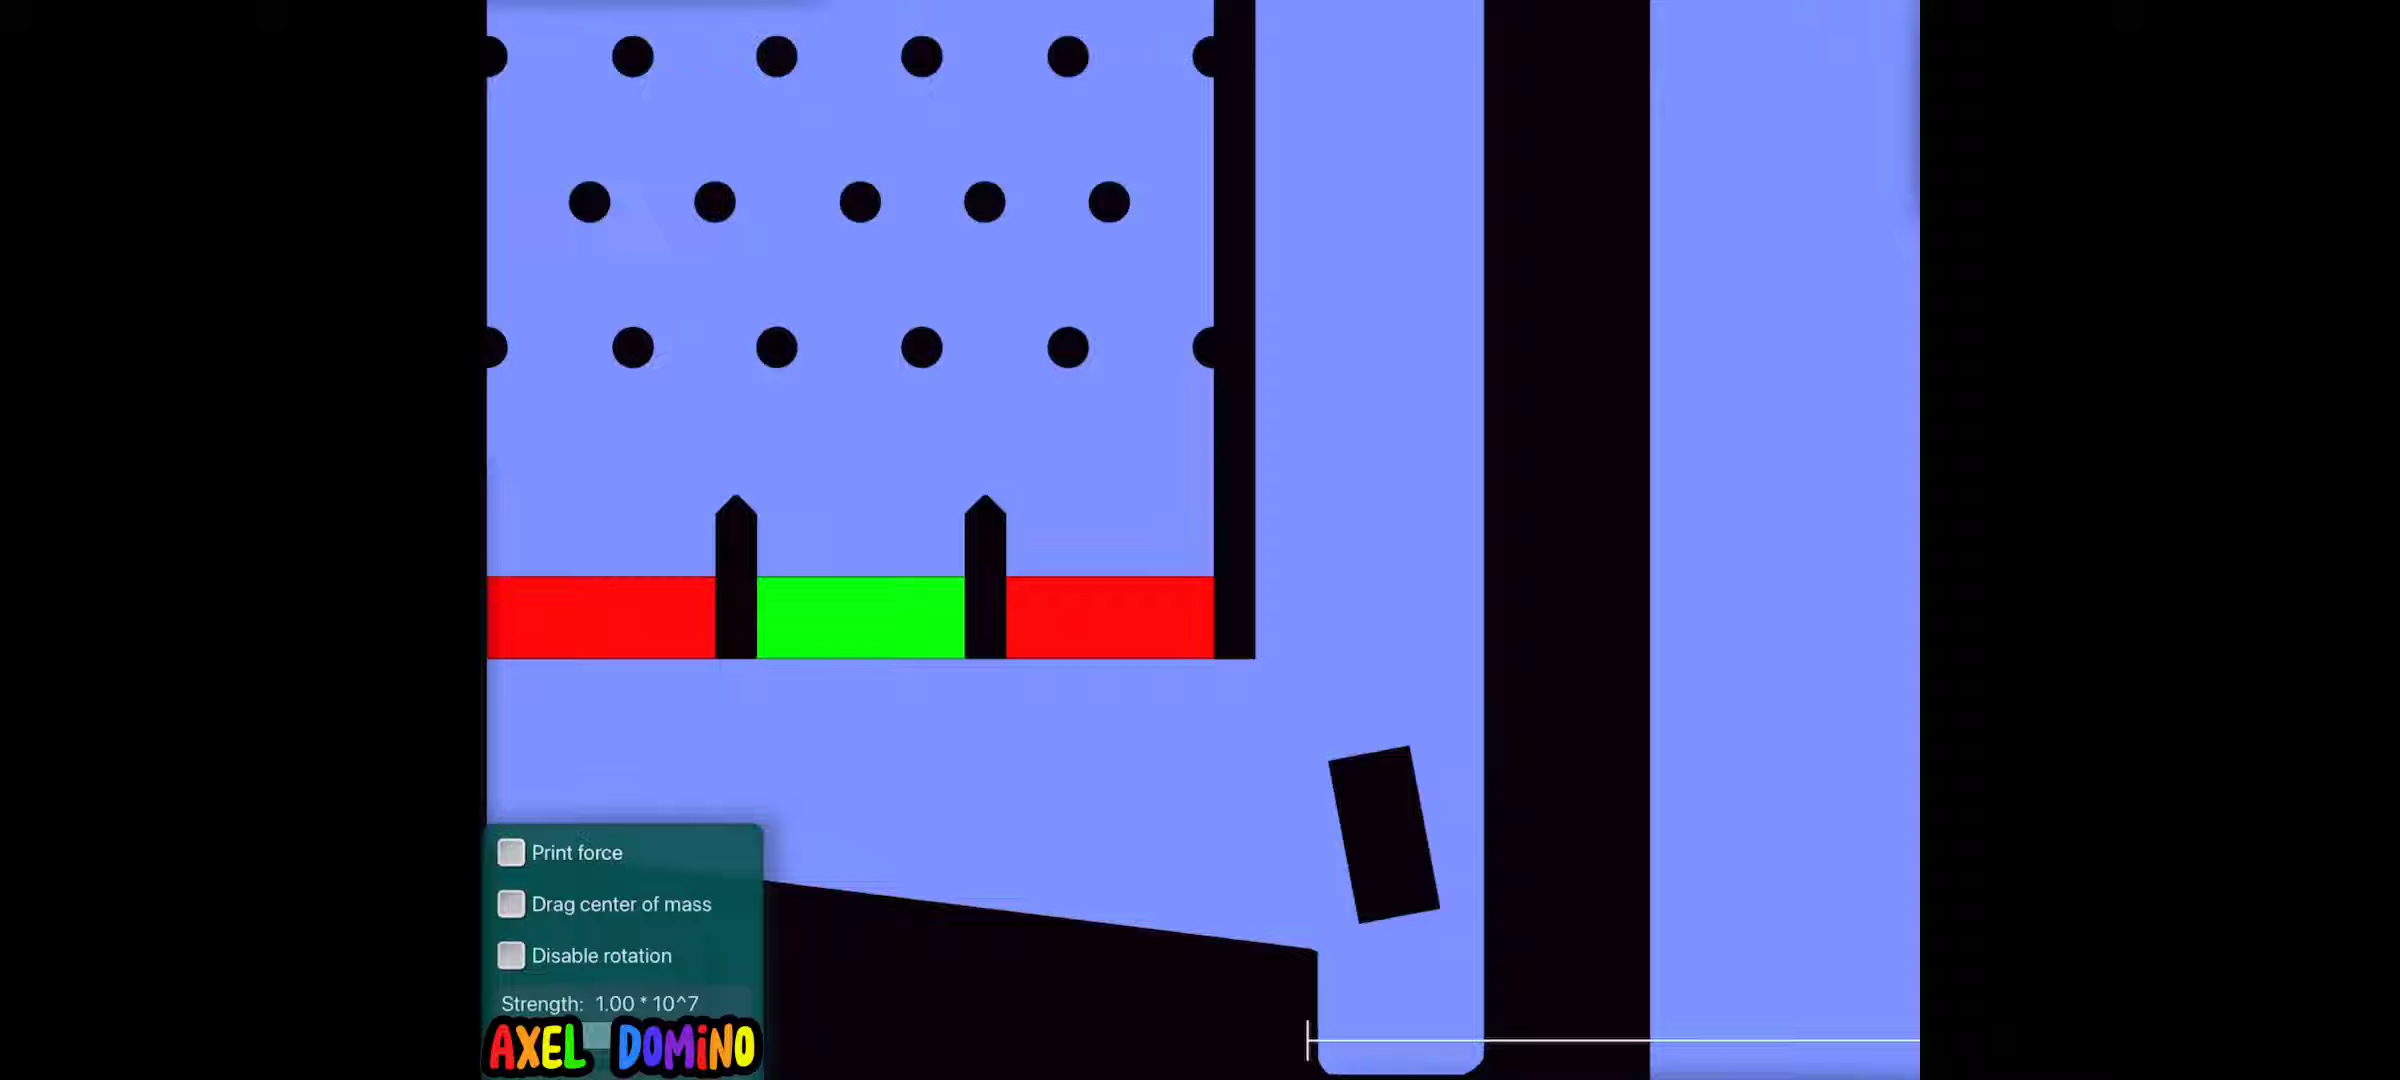 Print force
Drag center of mass
Disable rotation
Strength: 1.00 * 10^7
AXEL DOMiNO